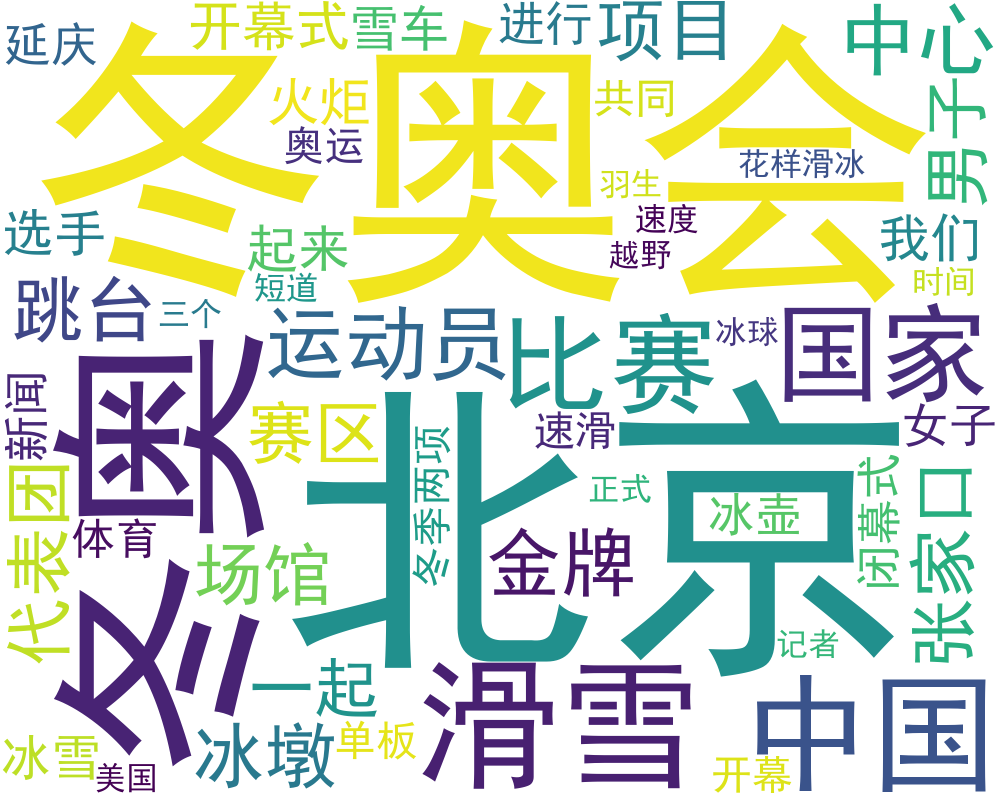 延庆
开幕式
雪车
进行
项目
中心
冬奥会
火炬
共同
男子
奥运
花样滑冰
羽生
选手
起来
速度
我们
越野
时间
跳台
短道
三个
运动员
比赛
冰球
国家
冬奥
新闻
赛区
北京
速滑
女子
代表团
体育
冬季两项
正式
冰壶
闭幕式
张家口
场馆
金牌
记者
一起
滑雪
中国
冰雪
美国
冰墩
单板
开幕